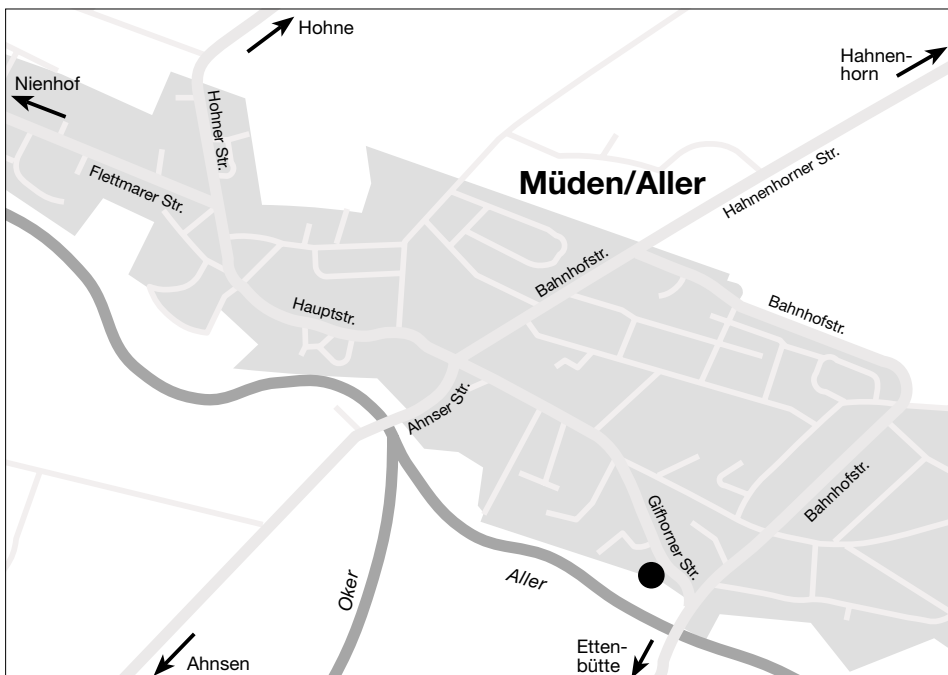 Hohne
Hahnen-
horn
Nienhof
Hohner Str.
Flettmarer Str.
Müden/Aller
Hahnenhorner Str.
Bahnhofstr.
Bahnhofstr.
Hauptstr.
Ahnser Str.
Bahnhofstr.
Gifhorner Str.
Oker
Aller
Ahnsen
Etten-
bütte